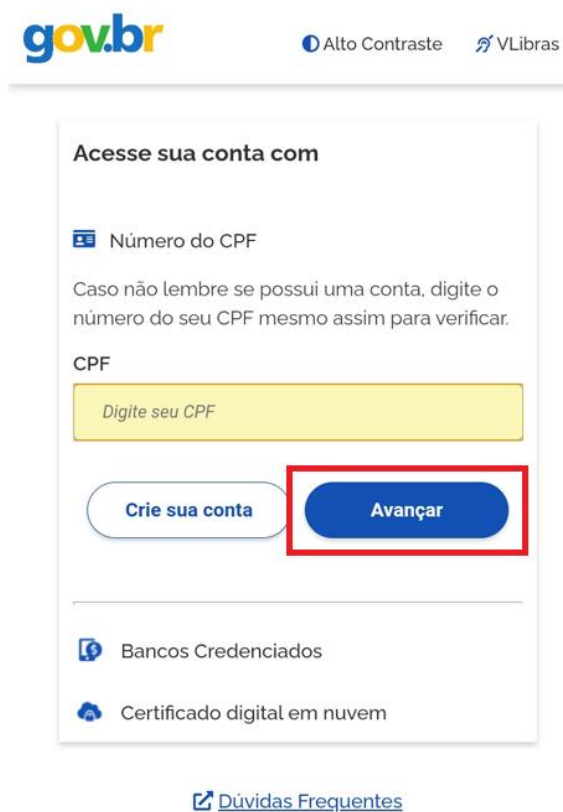 gov.br
Alto Contraste
VLibras
Acesse sua conta com
Número do CPF
Caso não lembre se possui uma conta, digite o
número do seu CPF mesmo assim para verificar.
CPF
Digite seu CPF
Crie sua conta
Avançar
Bancos Credenciados
Certificado digital em nuvem
Dúvidas Frequentes